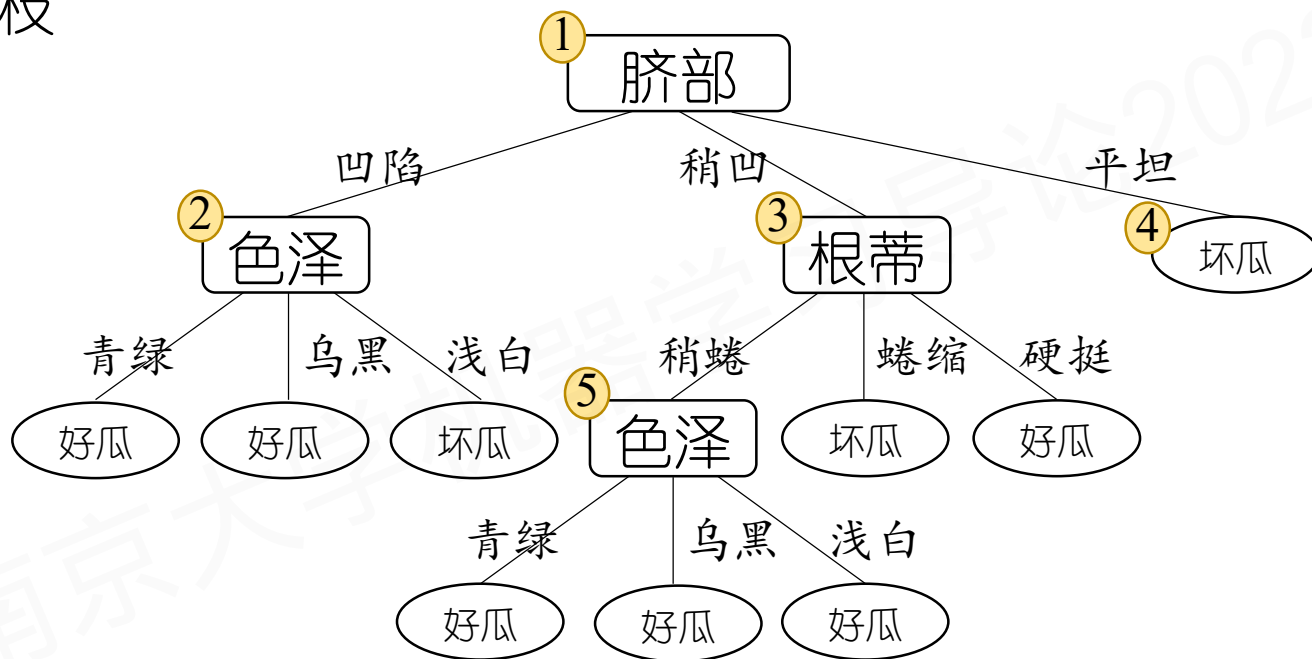 枝
1
脐部
凹陷 稍凹 平坦
2 色泽
3 根蒂
4 坏瓜
青绿 乌黑 浅白 稍蜷 蜷缩 硬挺
好瓜 好瓜 坏瓜
5 色泽
坏瓜 好瓜
青绿 乌黑 浅白
好瓜 好瓜 好瓜